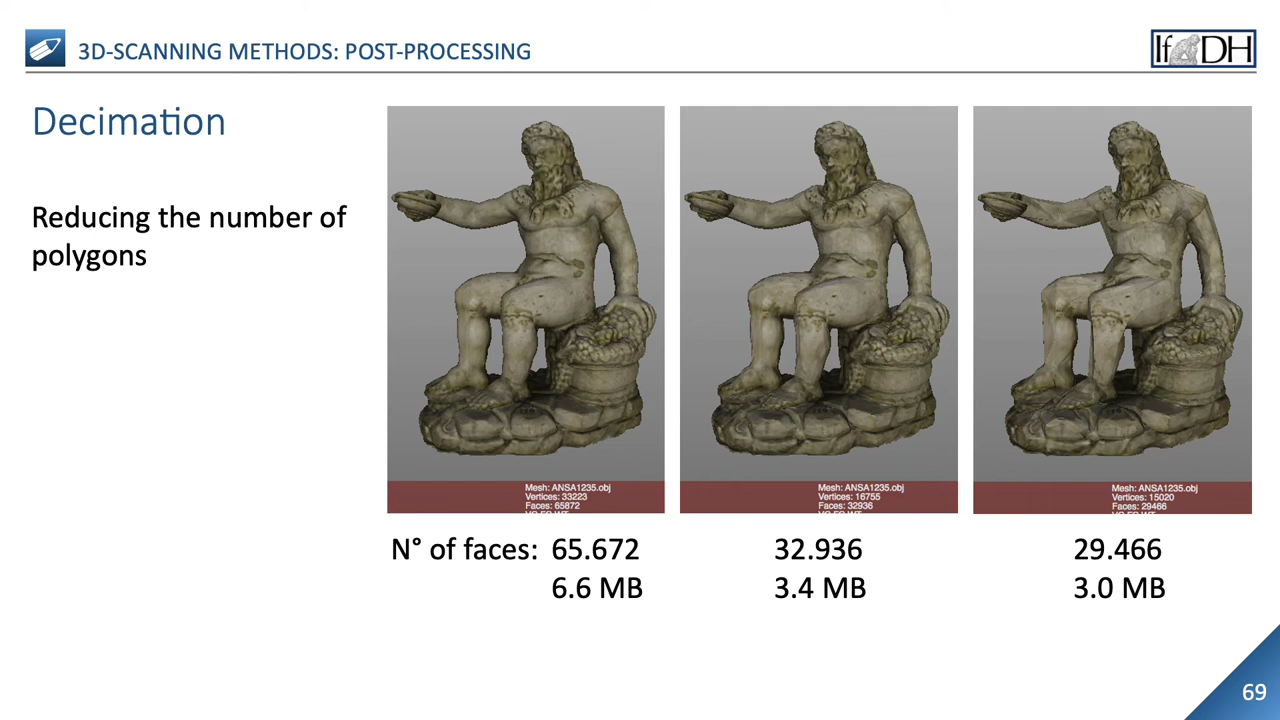 3D-SCANNING METHODS: POST-PROCESSING
IfDH
Decimation
Reducing the number of
polygons
Mesh: ANSA1235.obj
Vertices: 33223
Faces: 65872
Mesh: ANSA1235.obj
Vertices: 16755
Faces: 32936
Mesh: ANSA1235.obj
Vertices: 15020
Faces: 29466
N° of faces: 65.672 32.936 29.466
6.6 MB 3.4 MB 3.0 MB
69